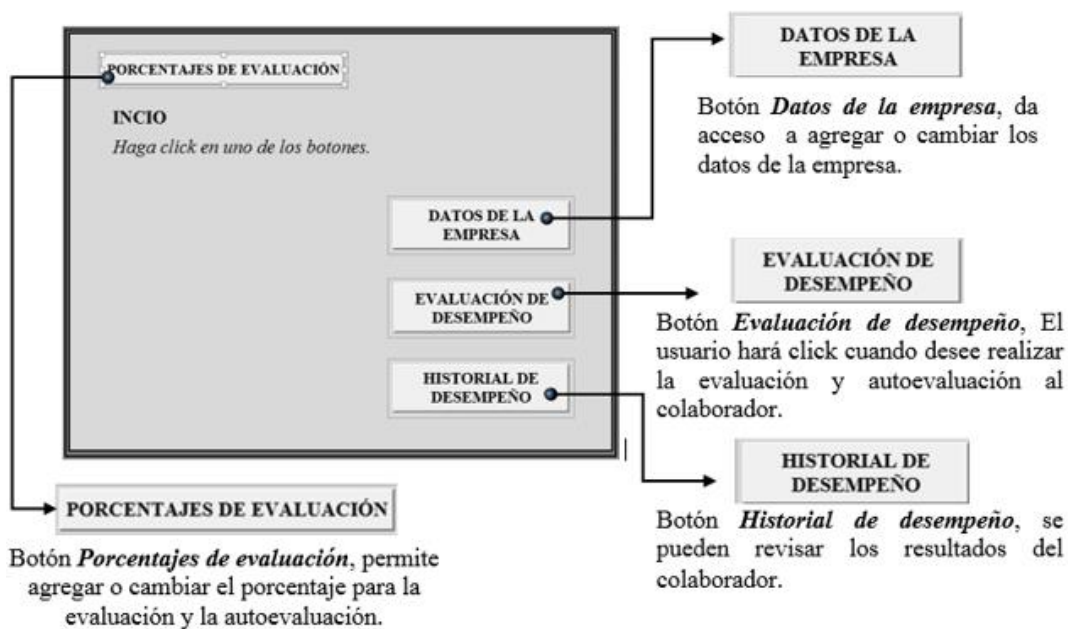 PORCENTAJES DE EVALUACIÓN
INCIO
Haga click en uno de los botones.
DATOS DE LA
EMPRESA
EVALUACIÓN DE
DESEMPEÑO
HISTORIAL DE
DESEMPEÑO
DATOS DE LA
EMPRESA
Botón Datos de la empresa, da
acceso a agregar o cambiar los
datos de la empresa.
EVALUACIÓN DE
DESEMPEÑO
Botón Evaluación de desempeño, El
usuario hará click cuando desee realizar
la evaluación y autoevaluación al
colaborador.
HISTORIAL DE
DESEMPEÑO
Botón Historial de desempeño, se
pueden revisar los resultados del
colaborador.
PORCENTAJES DE EVALUACIÓN
Botón Porcentajes de evaluación, permite
agregar o cambiar el porcentaje para la
evaluación y la autoevaluación.